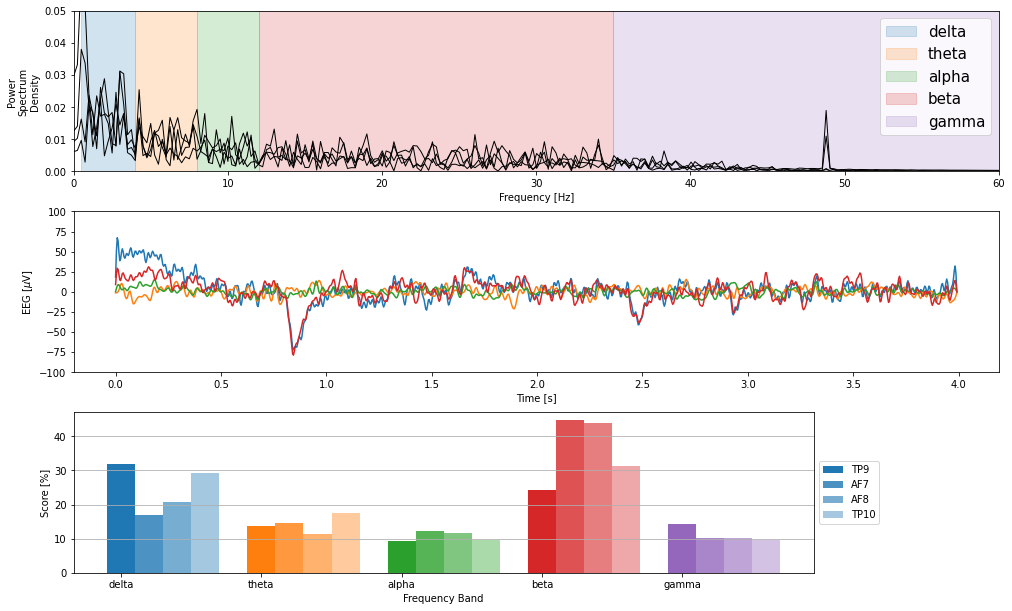 0.05
0.04
0.03
0.02
0.01
0.00
Power
Spectrum
Density
delta
theta
alpha
beta
gamma
0 10 20 30 40 50 60
Frequency [Hz]
100
75
50
25
0
−25
−50
−75
−100
EEG [μV]
0.0 0.5 1.0 1.5 2.0 2.5 3.0 3.5 4.0
Time [s]
40
30
20
10
0
Score [%]
TP9
AF7
AF8
TP10
delta theta alpha beta gamma
Frequency Band